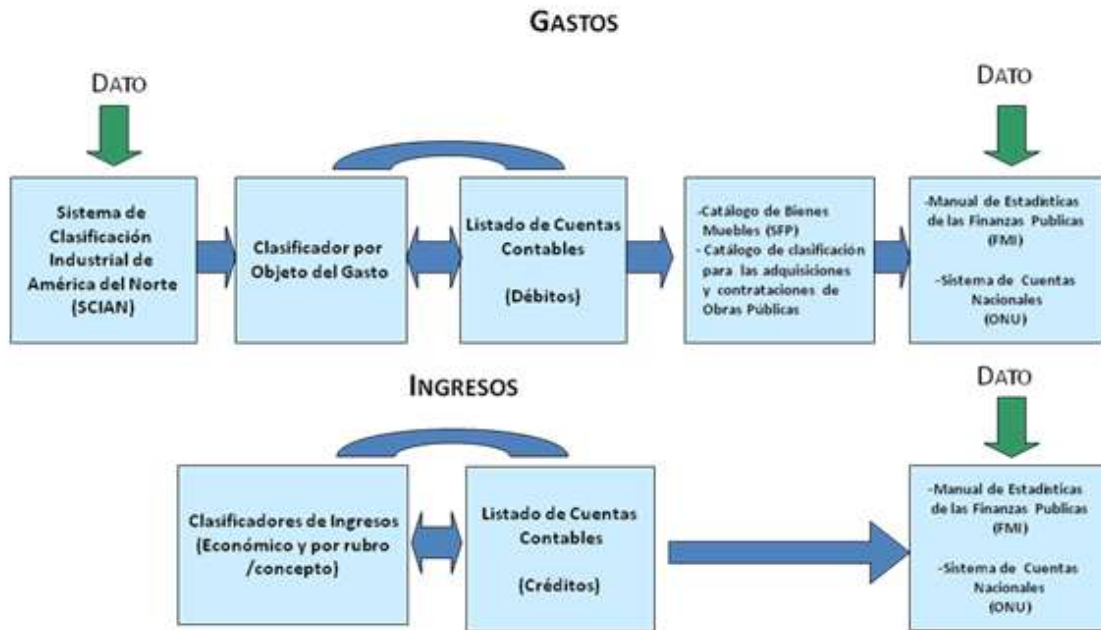 GASTOS
DATO
DATO
Sistema de
Clasificación
Industrial de
América del Norte
(SCIAN)
Clasificador por
Objeto del Gasto
Listado de Cuentas
Contables
(Débitos)
-Catálogo de Bienes
Muebles (SFP)
- Catálogo de clasificación
para las adquisiciones
y contrataciones de
Obras Públicas
-Manual de Estadísticas
de las Finanzas Publicas
(FMI)
-Sistema de Cuentas
Nacionales
(ONU)
INGRESOS
DATO
Clasificadores de Ingresos
(Económico y por rubro
/concepto)
Listado de Cuentas
Contables
(Créditos)
-Manual de Estadísticas
de las Finanzas Publicas
(FMI)
-Sistema de Cuentas
Nacionales
(ONU)